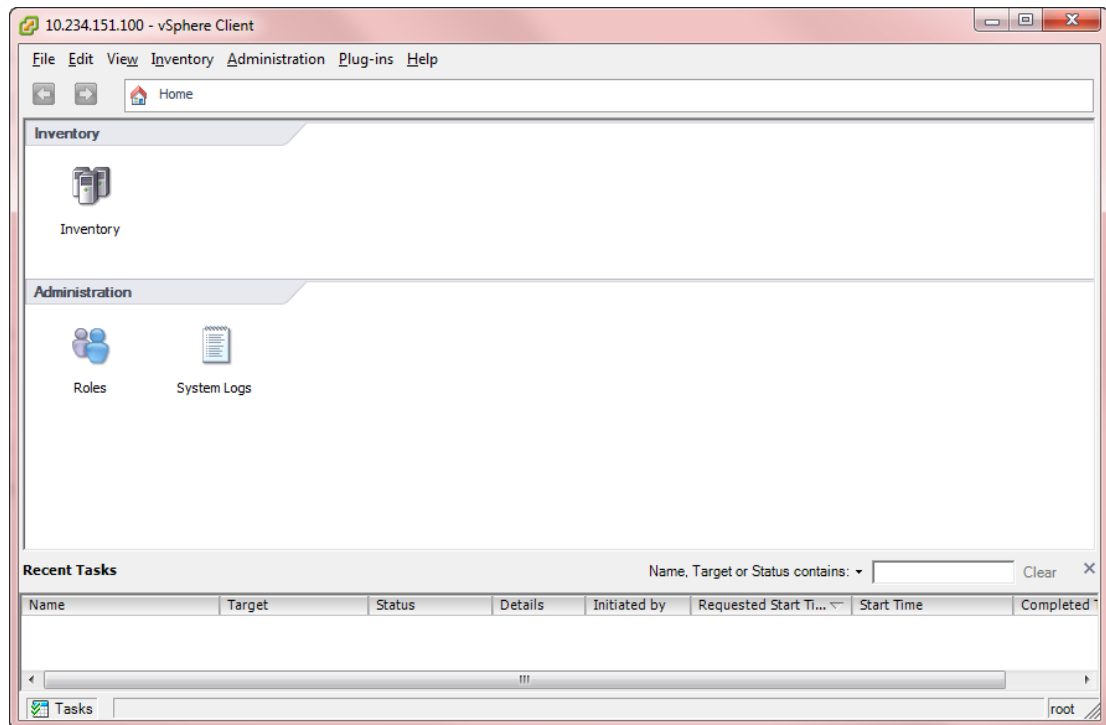 10.234.151.100 - vSphere Client
File Edit View Inventory Administration Plug-ins Help
Home
Inventory
Inventory
Administration
Roles System Logs
Recent Tasks Name, Target or Status contains: Clear
Name Target Status Details Initiated by Requested Start Ti... Start Time Completed
Tasks root